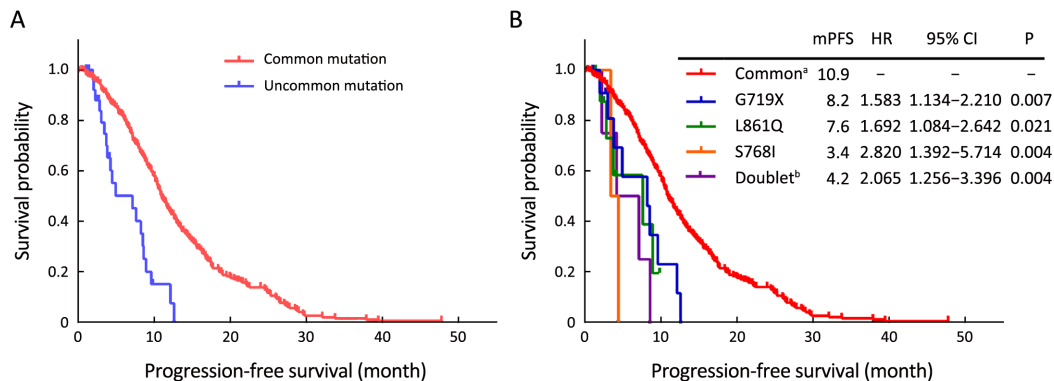 A
Survival probability
1.0
0.8
0.6
0.4
0.2
0
0 10 20 30 40 50
Progression-free survival (month)
Common mutation
Uncommon mutation
B
Survival probability
1.0
0.8
0.6
0.4
0.2
0
0 10 20 30 40 50
Progression-free survival (month)
mPFS HR 95% CI P
Commonᵃ 10.9 – – –
G719X 8.2 1.583 1.134–2.210 0.007
L861Q 7.6 1.692 1.084–2.642 0.021
S768I 3.4 2.820 1.392–5.714 0.004
Doubletᵇ 4.2 2.065 1.256–3.396 0.004